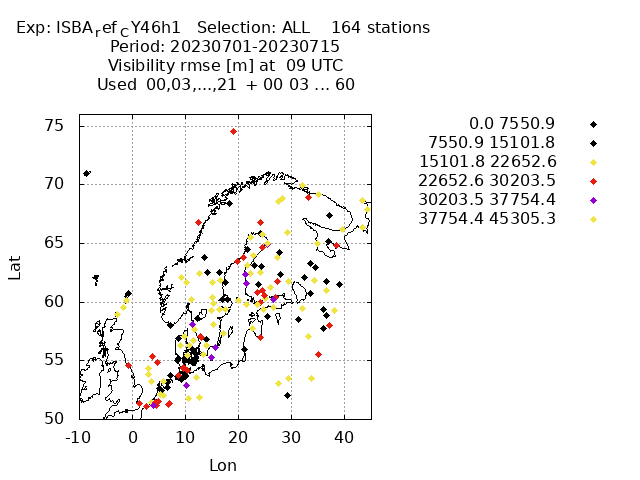 Exp: ISBA_ref_CY46h1 Selection: ALL 164 stations
Period: 20230701-20230715
Visibility rmse [m] at 09 UTC
Used 00,03,...,21 + 00 03 ... 60
0.0 7550.9
7550.9 15101.8
15101.8 22652.6
22652.6 30203.5
30203.5 37754.4
37754.4 45305.3
75
70
65
60
55
50
Lat
-10 0 10 20 30 40
Lon